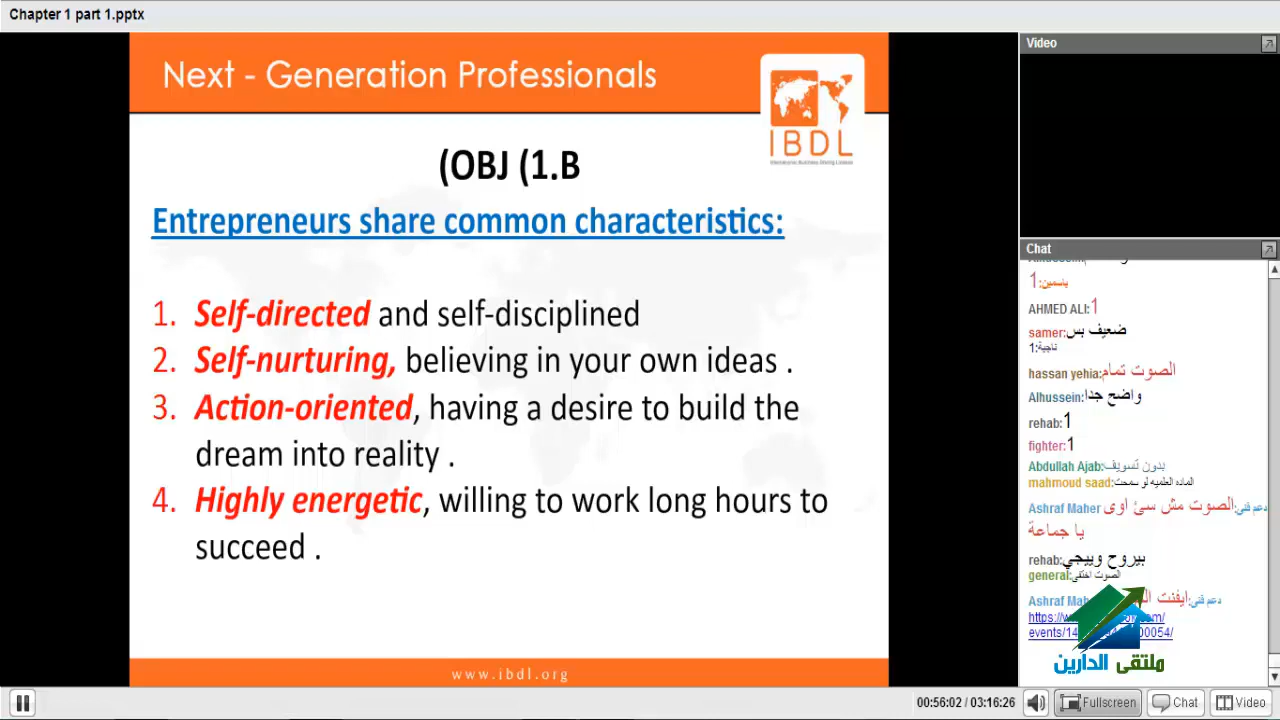 Chapter 1 part 1.pptx
Next - Generation Professionals
IBDL
(OBJ (1.B
Entrepreneurs share common characteristics:
1. Self-directed and self-disciplined
2. Self-nurturing, believing in your own ideas .
3. Action-oriented, having a desire to build the
dream into reality .
4. Highly energetic, willing to work long hours to
succeed .
www.ibdl.org
Video
Chat
ياسمين: 1
AHMED ALI: 1
samer: ضعيف بس
ناجية: 1
hassan yehia: الصوت تمام
Alhussein: واضح جدا
rehab: 1
fighter: 1
Abdullah Ajab: بدون تسويف
mahmoud saad: الماده العلميه لو سمحت
Ashraf Maher دعم فنى: الصوت مش سئ اوى
يا جماعة
rehab: بيروح وييجي
general: الصوت اختفى
Ashraf دعم فنى: ايفنت
https://
events/14
ملتقى الدارين
00:56:02 / 03:16:26
Fullscreen
Chat
Video